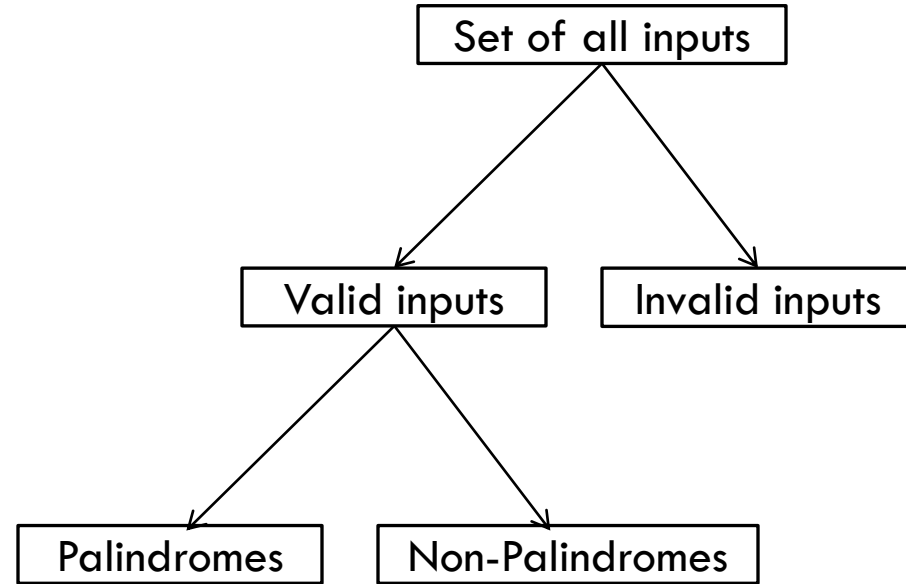 Set of all inputs
Valid inputs
Invalid inputs
Palindromes
Non-Palindromes